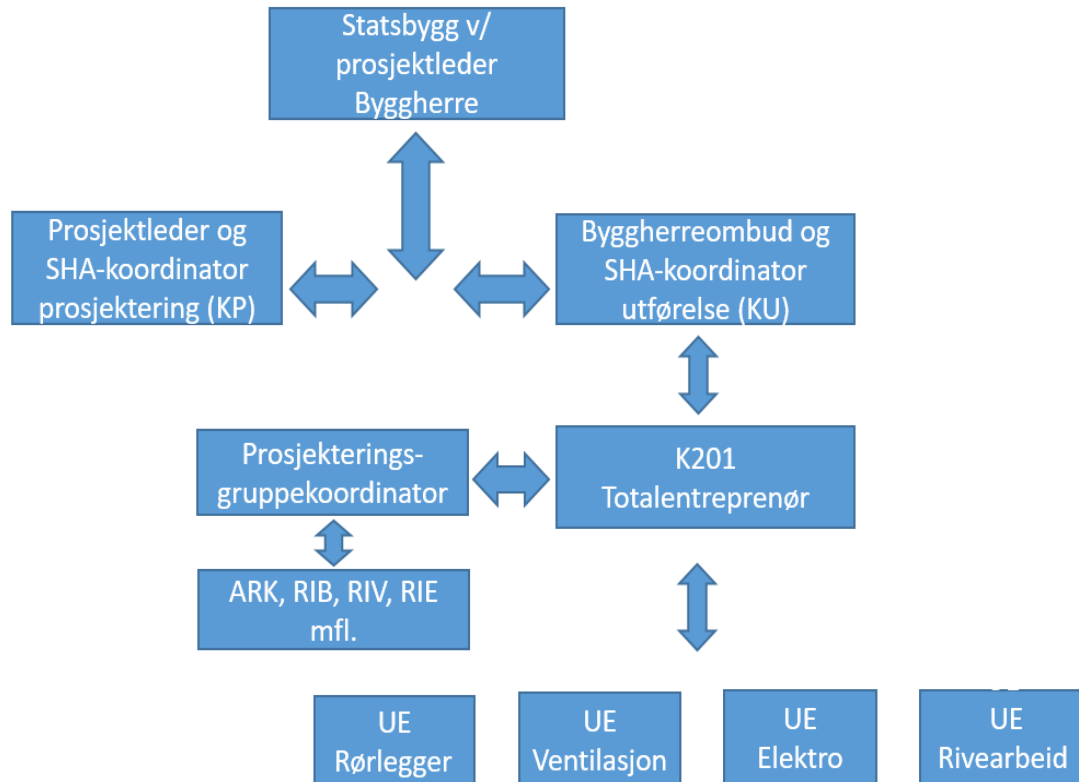 Statsbygg v/
prosjektleder
Byggherre
Prosjektleder og
SHA-koordinator
prosjektering (KP)
Byggherreombud og
SHA-koordinator
utførelse (KU)
Prosjekterings-
gruppekoordinator
K201
Totalentreprenør
ARK, RIB, RIV, RIE
mfl.
UE
Rørlegger
UE
Ventilasjon
UE
Elektro
UE
Rivearbeid